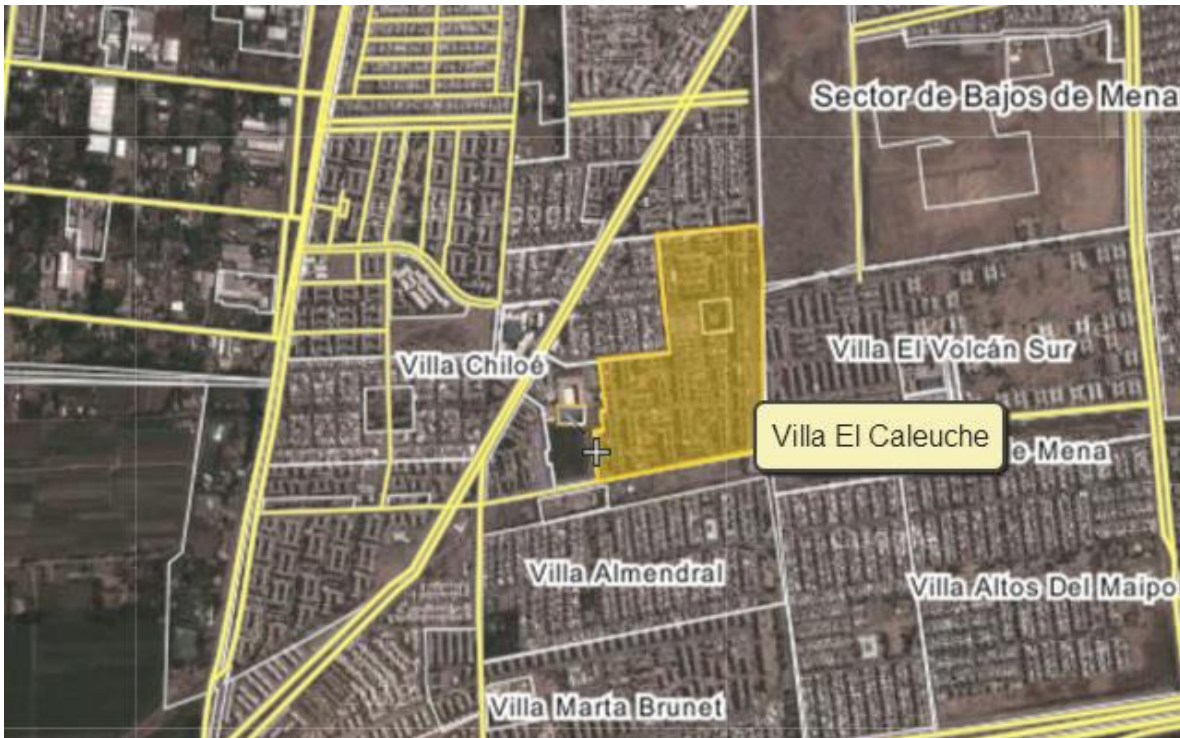 Sector de Bajos de Mena
Villa El Volcán Sur
Villa Chiloé
Villa El Caleuche
e Mena
Villa Almendral
Villa Altos Del Maipo
Villa Marta Brunet